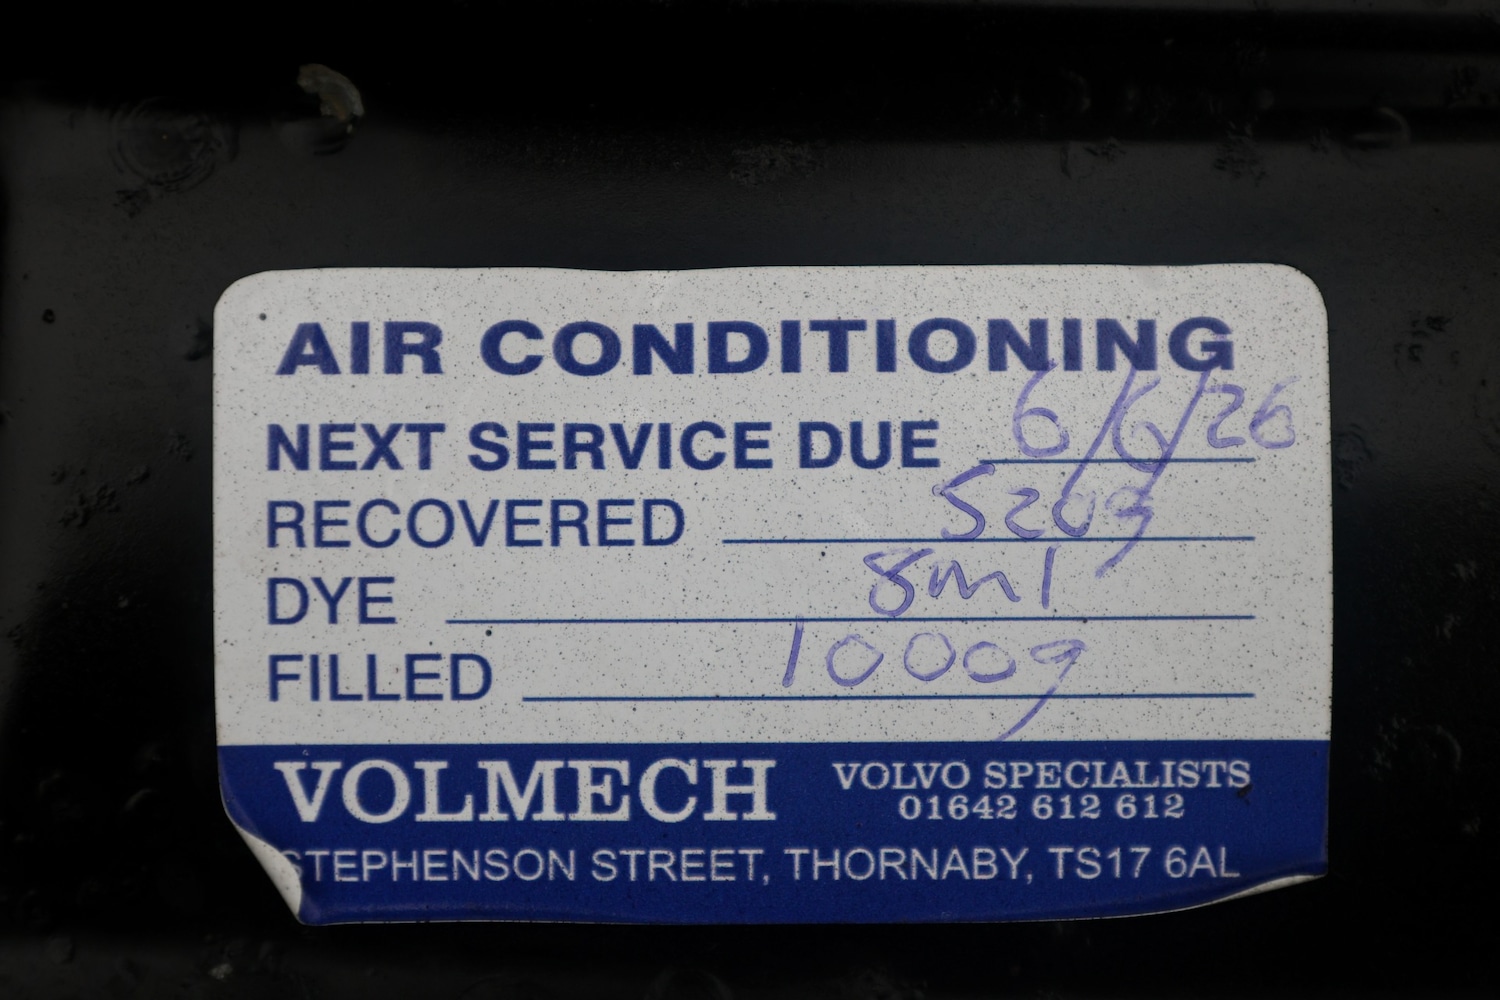 AIR CONDITIONING
NEXT SERVICE DUE 6/6/26
RECOVERED 520g
DYE 8ml
FILLED 1000g
VOLMECH VOLVO SPECIALISTS
01642 612 612
STEPHENSON STREET, THORNABY, TS17 6AL